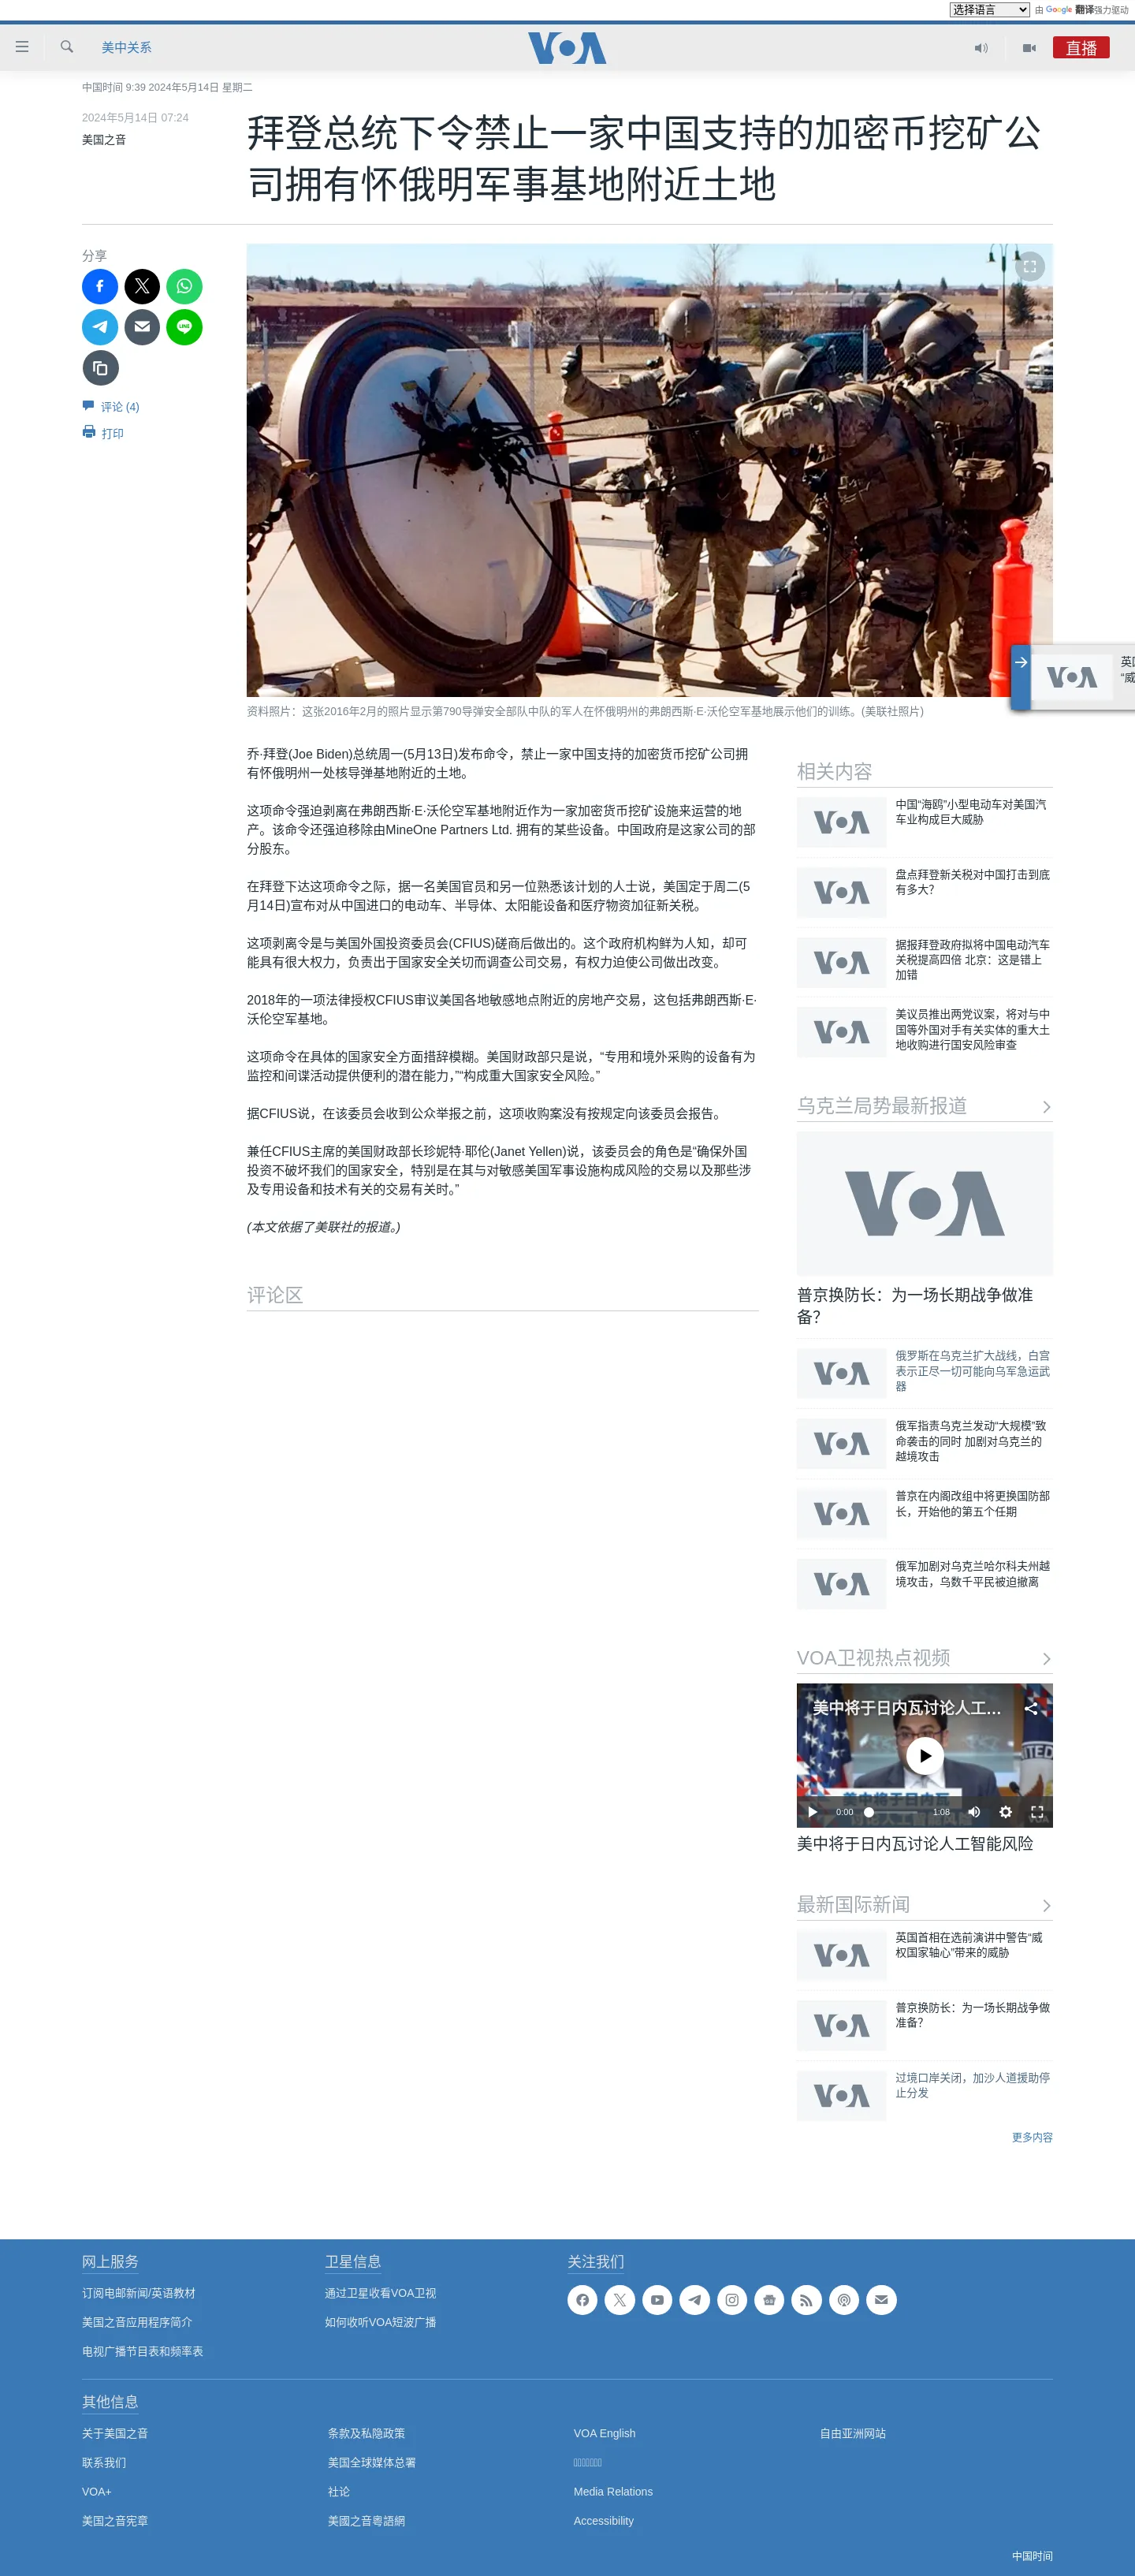 选择语言
由 Google 翻译强力驱动
美中关系
VOA
直播
中国时间 9:39 2024年5月14日 星期二
2024年5月14日 07:24
美国之音
拜登总统下令禁止一家中国支持的加密币挖矿公
司拥有怀俄明军事基地附近土地
分享
LINE
评论 (4)
打印
英国
VOA
“威
资料照片：这张2016年2月的照片显示第790导弹安全部队中队的军人在怀俄明州的弗朗西斯·E·沃伦空军基地展示他们的训练。(美联社照片)
乔·拜登(Joe Biden)总统周一(5月13日)发布命令，禁止一家中国支持的加密货币挖矿公司拥
有怀俄明州一处核导弹基地附近的土地。
这项命令强迫剥离在弗朗西斯·E·沃伦空军基地附近作为一家加密货币挖矿设施来运营的地
产。该命令还强迫移除由MineOne Partners Ltd. 拥有的某些设备。中国政府是这家公司的部
分股东。
在拜登下达这项命令之际，据一名美国官员和另一位熟悉该计划的人士说，美国定于周二(5
月14日)宣布对从中国进口的电动车、半导体、太阳能设备和医疗物资加征新关税。
这项剥离令是与美国外国投资委员会(CFIUS)磋商后做出的。这个政府机构鲜为人知，却可
能具有很大权力，负责出于国家安全关切而调查公司交易，有权力迫使公司做出改变。
2018年的一项法律授权CFIUS审议美国各地敏感地点附近的房地产交易，这包括弗朗西斯·E·
沃伦空军基地。
这项命令在具体的国家安全方面措辞模糊。美国财政部只是说，“专用和境外采购的设备有为
监控和间谍活动提供便利的潜在能力，”“构成重大国家安全风险。”
据CFIUS说，在该委员会收到公众举报之前，这项收购案没有按规定向该委员会报告。
兼任CFIUS主席的美国财政部长珍妮特·耶伦(Janet Yellen)说，该委员会的角色是“确保外国
投资不破坏我们的国家安全，特别是在其与对敏感美国军事设施构成风险的交易以及那些涉
及专用设备和技术有关的交易有关时。”
(本文依据了美联社的报道。)
评论区
相关内容
VOA
中国“海鸥”小型电动车对美国汽
车业构成巨大威胁
VOA
盘点拜登新关税对中国打击到底
有多大？
VOA
据报拜登政府拟将中国电动汽车
关税提高四倍 北京：这是错上
加错
VOA
美议员推出两党议案，将对与中
国等外国对手有关实体的重大土
地收购进行国安风险审查
乌克兰局势最新报道
VOA
普京换防长：为一场长期战争做准
备？
VOA
俄罗斯在乌克兰扩大战线，白宫
表示正尽一切可能向乌军急运武
器
VOA
俄军指责乌克兰发动“大规模”致
命袭击的同时 加剧对乌克兰的
越境攻击
VOA
普京在内阁改组中将更换国防部
长，开始他的第五个任期
VOA
俄军加剧对乌克兰哈尔科夫州越
境攻击，乌数千平民被迫撤离
VOA卫视热点视频
美中将于日内瓦讨论人工...
美中将于日内瓦
讨论人工智能风险
0:00
1:08
美中将于日内瓦讨论人工智能风险
最新国际新闻
VOA
英国首相在选前演讲中警告“威
权国家轴心”带来的威胁
VOA
普京换防长：为一场长期战争做
准备？
VOA
过境口岸关闭，加沙人道援助停
止分发
更多内容
网上服务
订阅电邮新闻/英语教材
美国之音应用程序简介
电视广播节目表和频率表
卫星信息
通过卫星收看VOA卫视
如何收听VOA短波广播
关注我们
其他信息
关于美国之音
条款及私隐政策
VOA English
自由亚洲网站
联系我们
美国全球媒体总署
VOA+
社论
Media Relations
美国之音宪章
美國之音粵語網
Accessibility
中国时间